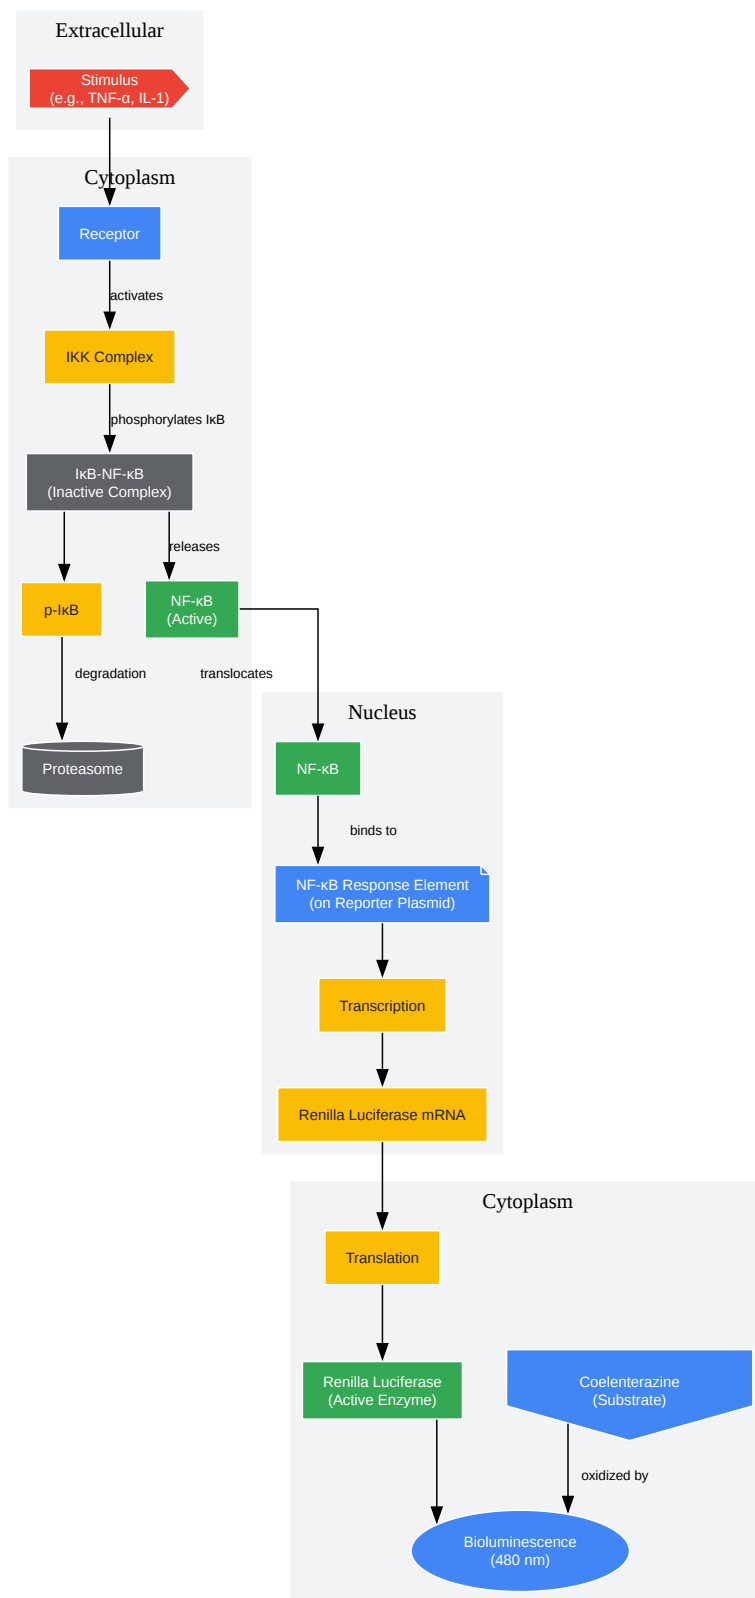 Extracellular
Stimulus
(e.g., TNF-α, IL-1)
Cytoplasm
Receptor
activates
IKK Complex
phosphorylates IκB
IκB-NF-κB
(Inactive Complex)
releases
p-IκB
NF-κB
(Active)
degradation
translocates
Nucleus
Proteasome
NF-κB
binds to
NF-κB Response Element
(on Reporter Plasmid)
Transcription
Renilla Luciferase mRNA
Cytoplasm
Translation
Renilla Luciferase
(Active Enzyme)
Coelenterazine
(Substrate)
oxidized by
Bioluminescence
(480 nm)